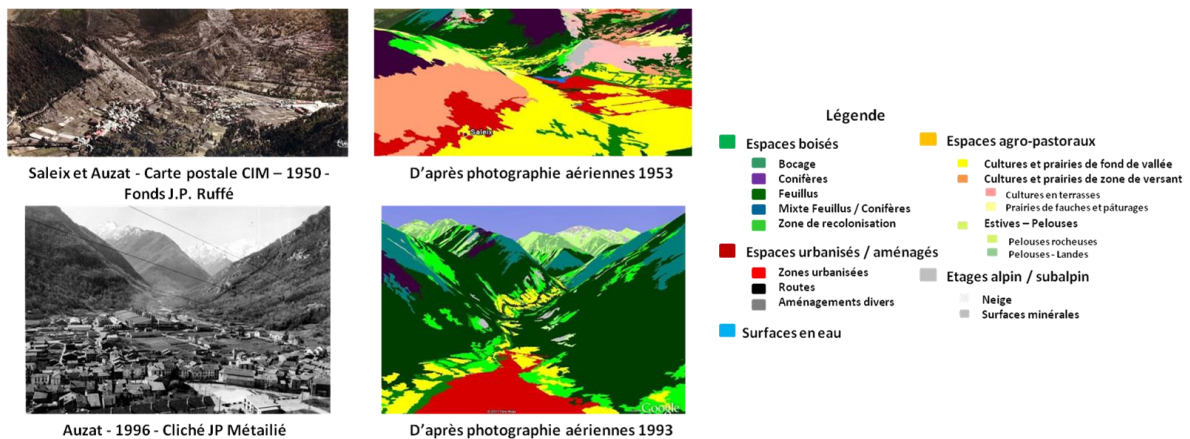 Saleix
Saleix et Auzat - Carte postale CIM – 1950 -
Fonds J.P. Ruffé
D'après photographie aériennes 1953
Google
Auzat - 1996 - Cliché JP Métailié
D'après photographie aériennes 1993
Légende
Espaces boisés
Bocage
Conifères
Feuillus
Mixte Feuillus / Conifères
Zone de recolonisation
Espaces urbanisés / aménagés
Zones urbanisées
Routes
Aménagements divers
Surfaces en eau
Espaces agro-pastoraux
Cultures et prairies de fond de vallée
Cultures et prairies de zone de versant
Cultures en terrasses
Prairies de fauches et pâturages
Estives – Pelouses
Pelouses rocheuses
Pelouses - Landes
Etages alpin / subalpin
Neige
Surfaces minérales